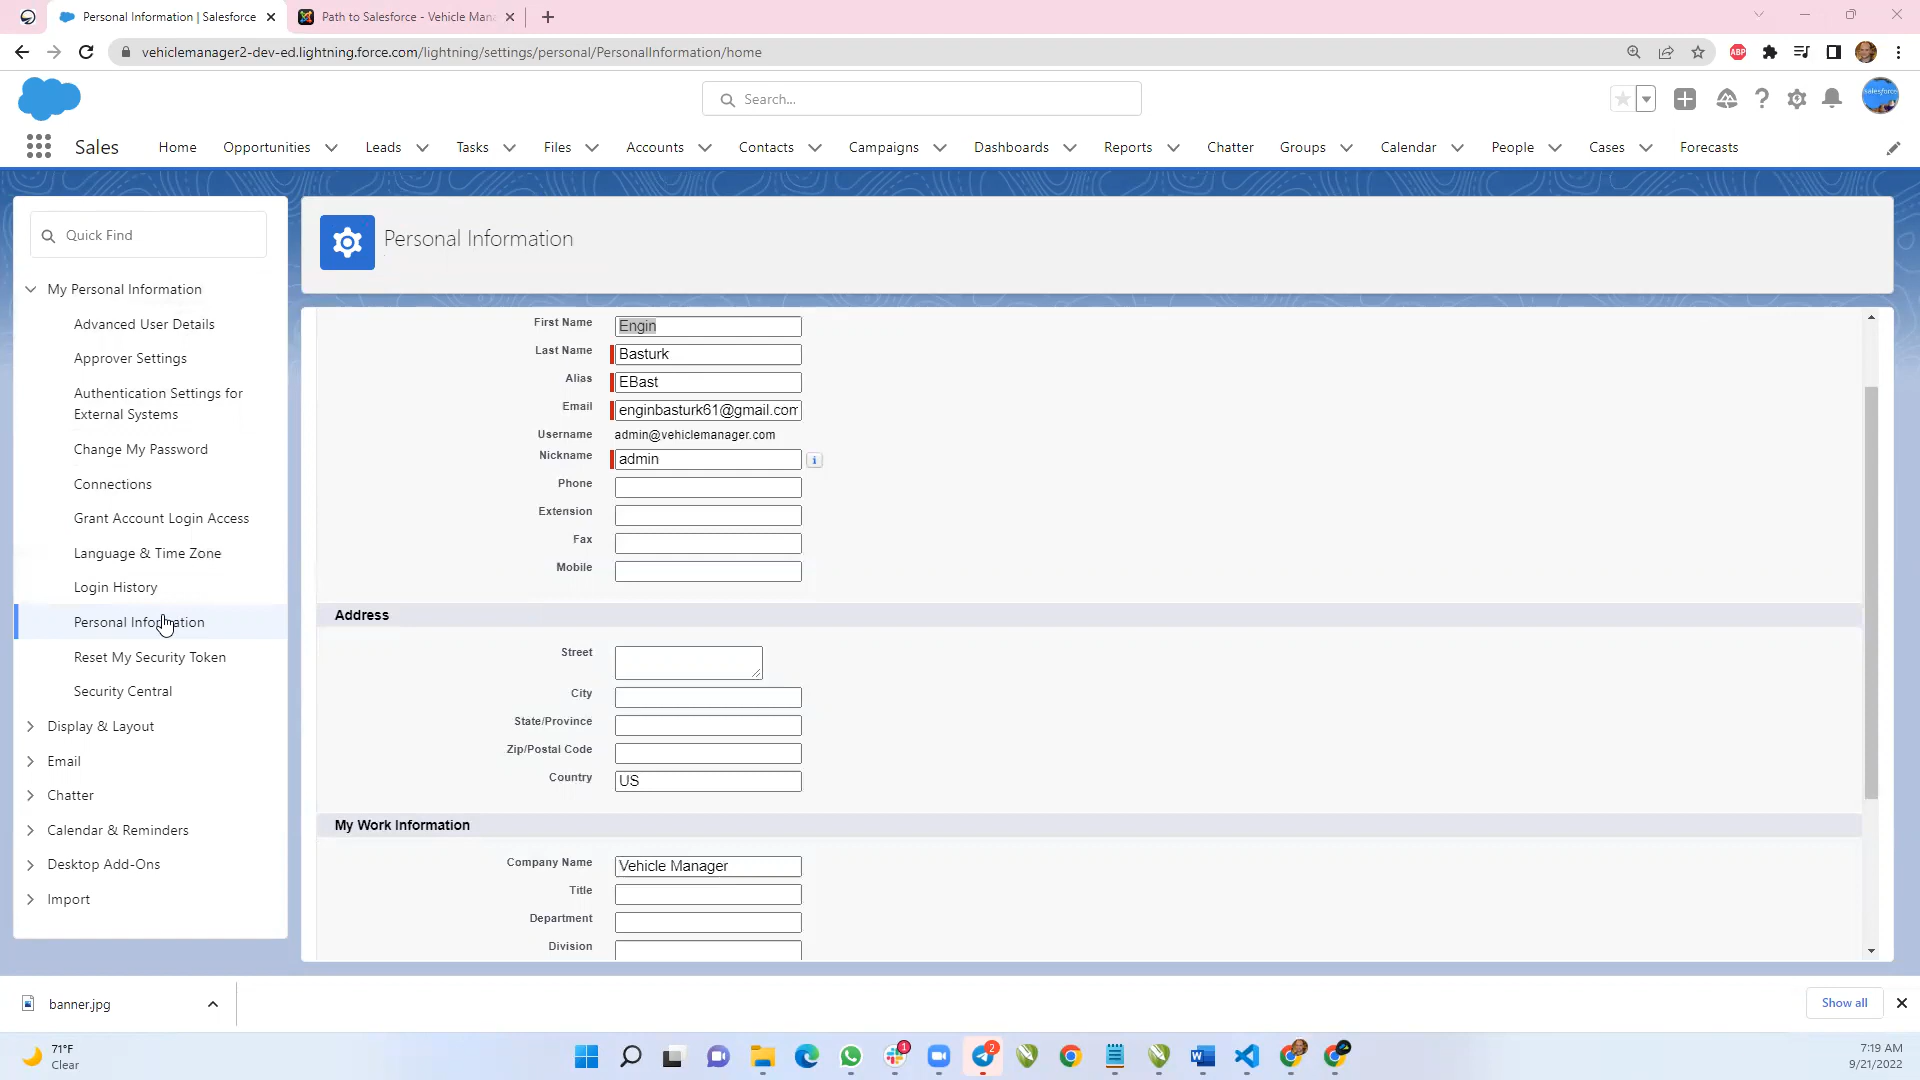 Personal Information | Salesforce
Path to Salesforce - Vehicle Mana
vehiclemanager2-dev-ed.lightning.force.com/lightning/settings/personal/PersonalInformation/home
ABP
Search...
salesforce
Sales
Home
Opportunities
Leads
Tasks
Files
Accounts
Contacts
Campaigns
Dashboards
Reports
Chatter
Groups
Calendar
People
Cases
Forecasts
Quick Find
My Personal Information
Advanced User Details
Approver Settings
Authentication Settings for
External Systems
Change My Password
Connections
Grant Account Login Access
Language & Time Zone
Login History
Personal Information
Reset My Security Token
Security Central
Display & Layout
Email
Chatter
Calendar & Reminders
Desktop Add-Ons
Import
Personal Information
First Name Engin
Last Name Basturk
Alias EBast
Email enginbasturk61@gmail.com
Username admin@vehiclemanager.com
Nickname admin
Phone
Extension
Fax
Mobile
Address
Street
City
State/Province
Zip/Postal Code
Country US
My Work Information
Company Name Vehicle Manager
Title
Department
Division
banner.jpg
Show all
71°F
Clear
1
2
7:19 AM
9/21/2022